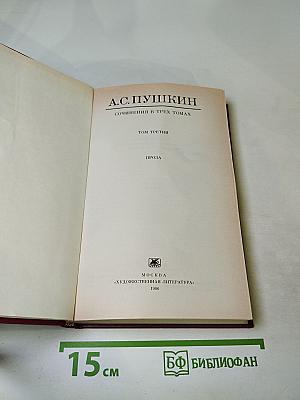 А.С.ПУШКИН
СОЧИНЕНИЯ В ТРЕХ ТОМАХ
ТОМ ТРЕТИЙ
ПРОЗА
МОСКВА
«ХУДОЖЕСТВЕННАЯ ЛИТЕРАТУРА»
1986
15 см
БФ БИБЛИОФАН